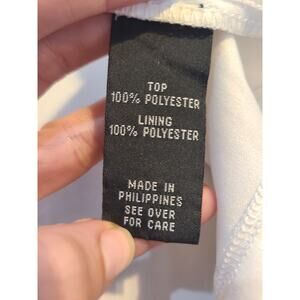 TOP
100% POLYESTER
LINING
100% POLYESTER
MADE IN
PHILIPPINES
SEE OVER
FOR CARE